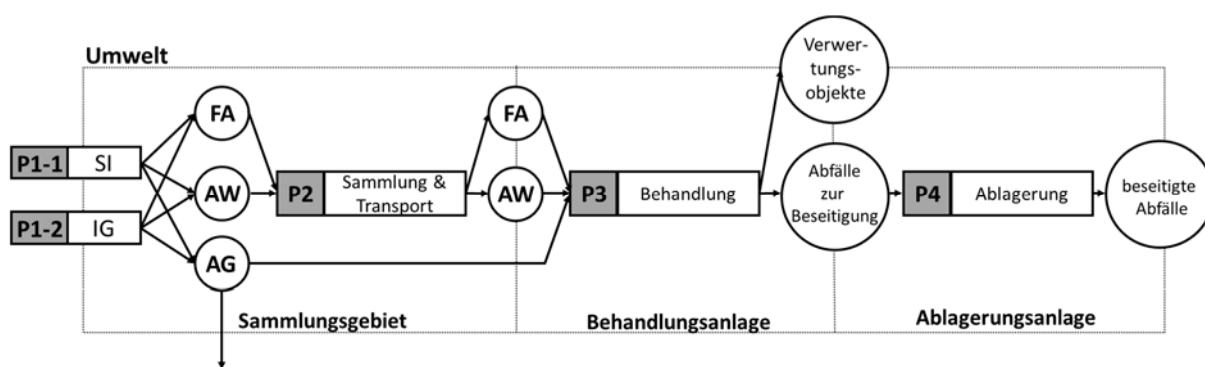 Umwelt
Verwer-
tungs-
objekte
FA
FA
P1-1 SI
AW
P2 Sammlung &
Transport
AW
P3 Behandlung
Abfälle
zur
Beseitigung
P4 Ablagerung
beseitigte
Abfälle
P1-2 IG
AG
Sammlungsgebiet
Behandlungsanlage
Ablagerungsanlage